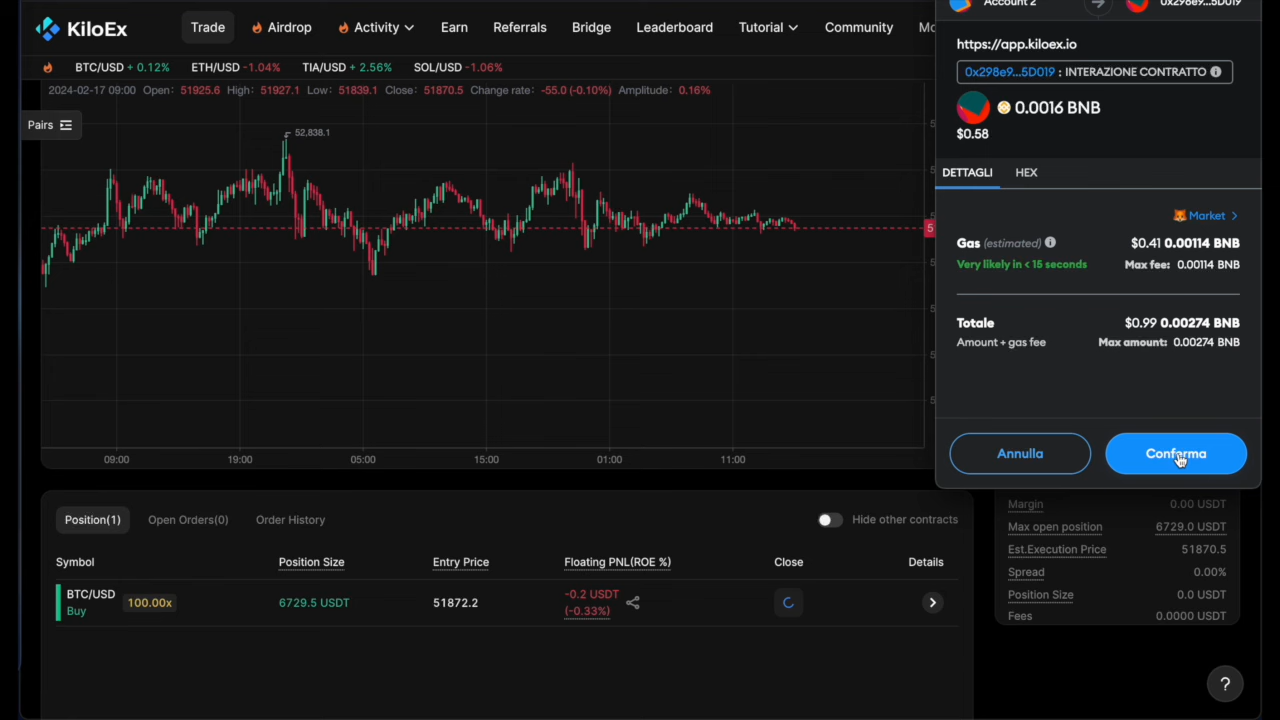 KiloEx
Trade
Airdrop
Activity
Earn
Referrals
Bridge
Leaderboard
Tutorial
Community
Account 2
0x298e9...5D019
BTC/USD + 0.12%
ETH/USD -1.04%
TIA/USD + 2.56%
SOL/USD -1.06%
2024-02-17 09:00 Open: 51925.6 High: 51927.1 Low: 51839.1 Close: 51870.5 Change rate: -55.0 (-0.10%) Amplitude: 0.16%
Pairs
52,838.1
09:00
19:00
05:00
15:00
01:00
11:00
https://app.kiloex.io
0x298e9...5D019 : INTERAZIONE CONTRATTO
0.0016 BNB
$0.58
DETTAGLI
HEX
Market >
Gas (estimated) $0.41 0.00114 BNB
Very likely in < 15 seconds Max fee: 0.00114 BNB
Totale $0.99 0.00274 BNB
Amount + gas fee Max amount: 0.00274 BNB
Annulla
Conferma
Position(1)
Open Orders(0)
Order History
Hide other contracts
Symbol
Position Size
Entry Price
Floating PNL(ROE %)
Close
Details
BTC/USD
Buy
100.00x
6729.5 USDT
51872.2
-0.2 USDT
(-0.33%)
Margin 0.00 USDT
Max open position 6729.0 USDT
Est.Execution Price 51870.5
Spread 0.00%
Position Size 0.0 USDT
Fees 0.0000 USDT
?